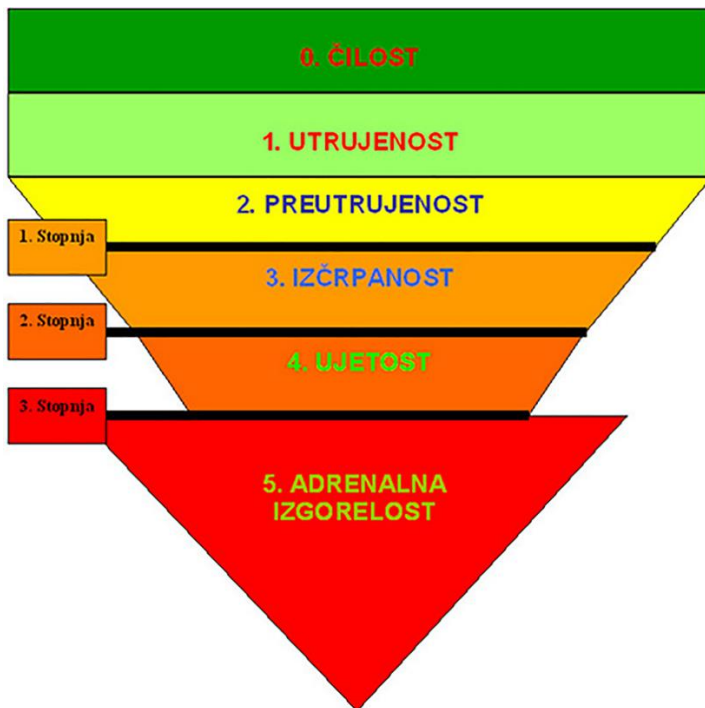 0. ČILOST
1. UTRUJENOST
2. PREUTRUJENOST
1. Stopnja
3. IZČRPANOST
2. Stopnja
4. UJETOST
3. Stopnja
5. ADRENALNA
IZGORELOST